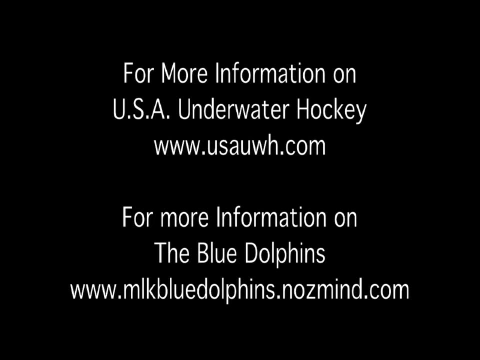 For More Information on
U.S.A. Underwater Hockey
www.usauwh.com
For more Information on
The Blue Dolphins
www.mlkbluedolphins.nozmind.com